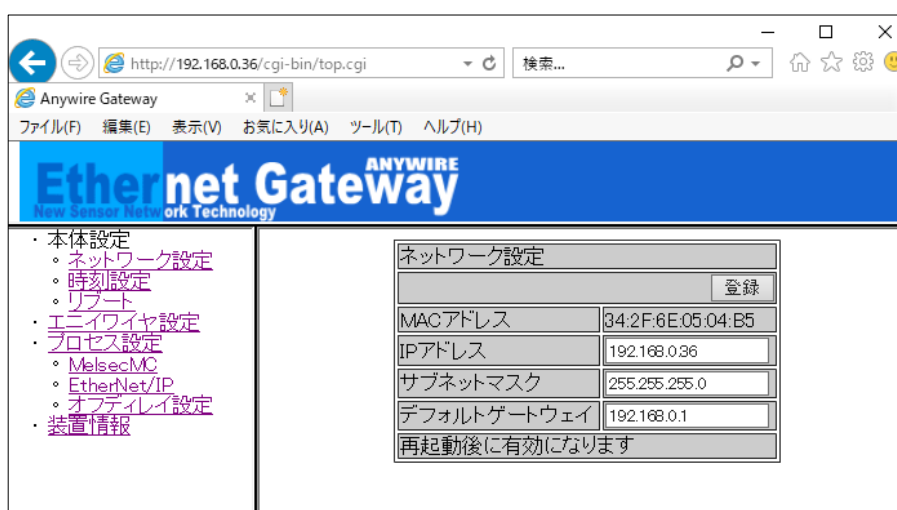 http://192.168.0.36/cgi-bin/top.cgi
検索...
Anywire Gateway
ファイル(F) 編集(E) 表示(V) お気に入り(A) ツール(T) ヘルプ(H)
Ethernet Gateway
ANYWIRE
New Sensor Network Technology
・本体設定
ネットワーク設定
時刻設定
リブート
・エニイワイヤ設定
・プロセス設定
MelsecMC
EtherNet/IP
オフディレイ設定
・装置情報
ネットワーク設定
登録
MACアドレス 34:2F:6E:05:04:B5
IPアドレス 192.168.0.36
サブネットマスク 255.255.255.0
デフォルトゲートウェイ 192.168.0.1
再起動後に有効になります